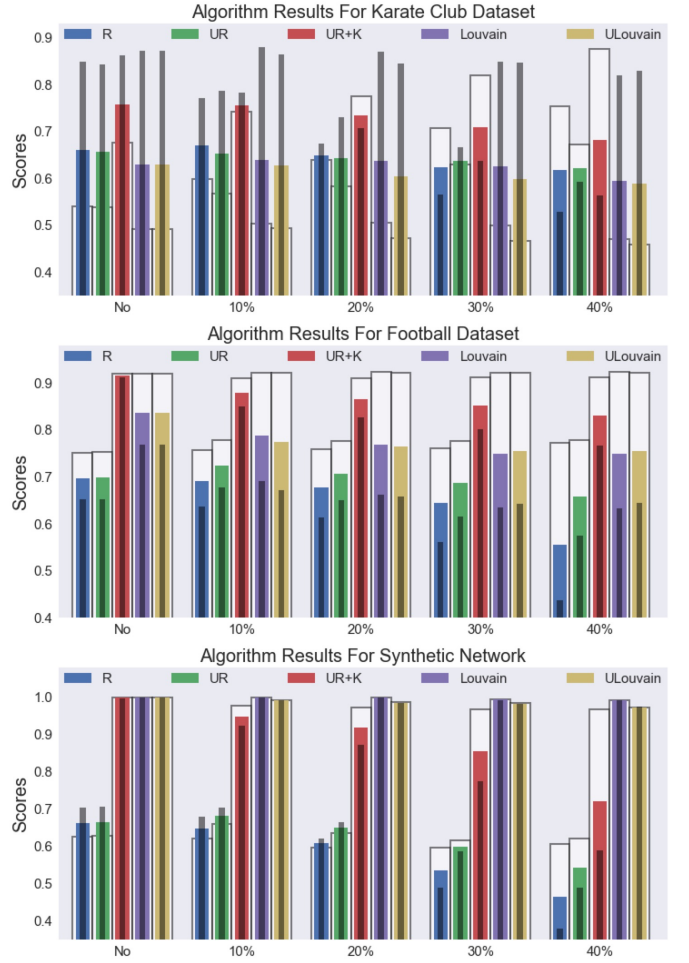 Algorithm Results For Karate Club Dataset
R UR UR+K Louvain ULouvain
0.9
0.8
0.7
0.6
0.5
0.4
Scores
No 10% 20% 30% 40%
Algorithm Results For Football Dataset
R UR UR+K Louvain ULouvain
0.9
0.8
0.7
0.6
0.5
0.4
No 10% 20% 30% 40%
Algorithm Results For Synthetic Network
R UR UR+K Louvain ULouvain
1.0
0.9
0.8
0.7
0.6
0.5
0.4
Scores
No 10% 20% 30% 40%